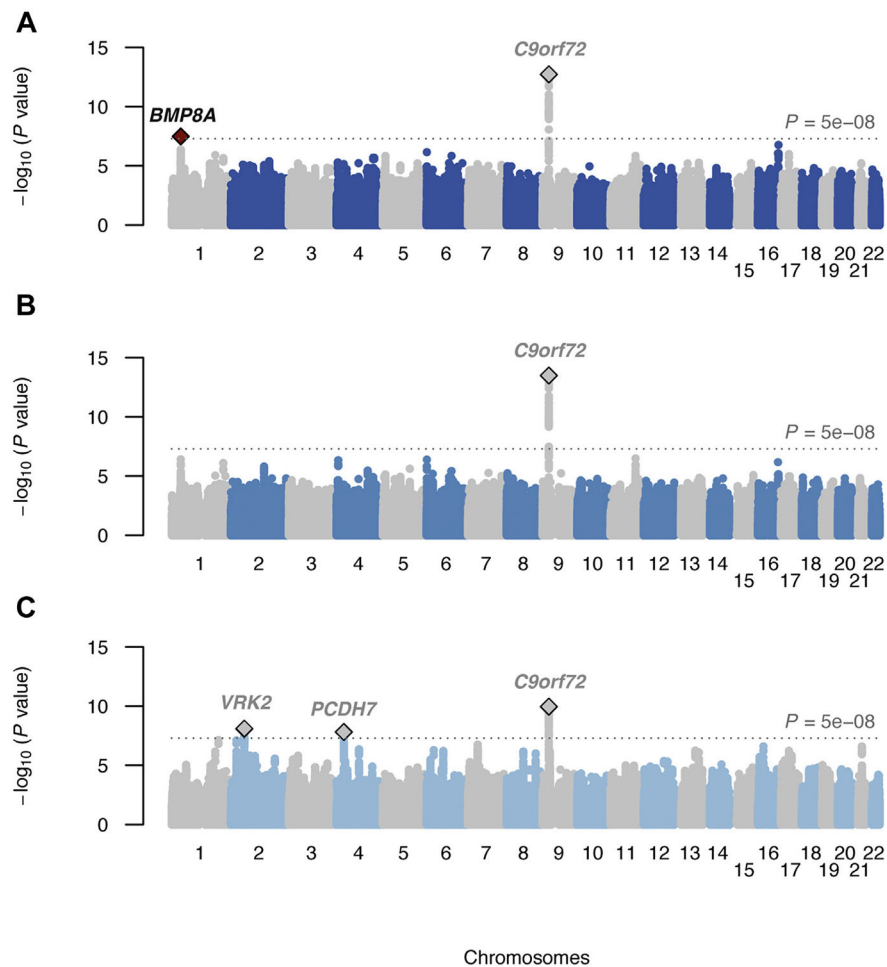 A
15
10
5
0
−log10 (P value)
BMP8A
C9orf72
P = 5e−08
1 2 3 4 5 6 7 8 9 10 11 12 13 14 16 18 20 22
15 17 19 21
B
15
10
5
0
−log10 (P value)
C9orf72
P = 5e−08
1 2 3 4 5 6 7 8 9 10 11 12 13 14 16 18 20 22
15 17 19 21
C
15
10
5
0
−log10 (P value)
VRK2
PCDH7
C9orf72
P = 5e−08
1 2 3 4 5 6 7 8 9 10 11 12 13 14 16 18 20 22
15 17 19 21
Chromosomes